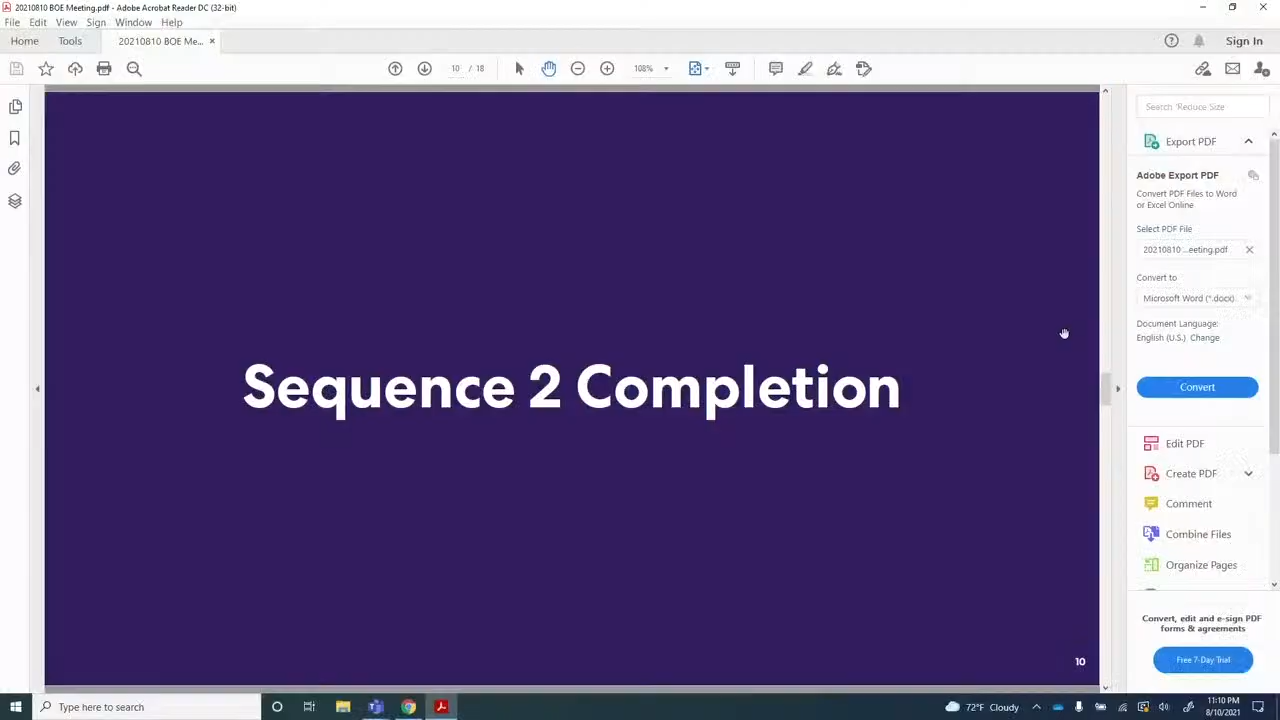 20210810 BOE Meeting.pdf - Adobe Acrobat Reader DC (32-bit)
File Edit View Sign Window Help
Home Tools 20210810 BOE Me... × Sign In
10 / 18 108%
Search 'Reduce Size
Export PDF
Adobe Export PDF
Convert PDF Files to Word
or Excel Online
Select PDF File
20210810 ...eeting.pdf
Convert to
Microsoft Word (*.docx)
Document Language:
English (U.S.) Change
Convert
Sequence 2 Completion
Edit PDF
Create PDF
Comment
Combine Files
Organize Pages
Convert, edit and e-sign PDF
forms & agreements
Free 7-Day Trial
10
Type here to search
72°F Cloudy
11:10 PM
8/10/2021